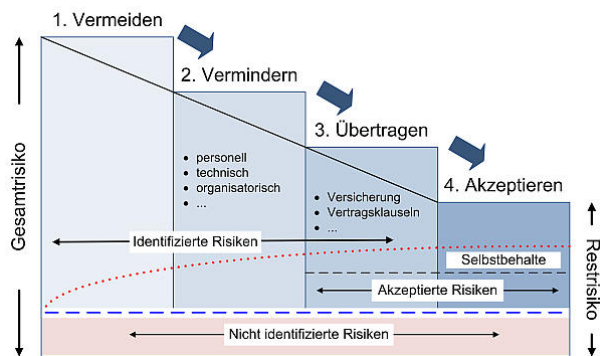 1. Vermeiden
2. Vermindern
3. Übertragen
4. Akzeptieren
Gesamtrisiko
• personell
• technisch
• organisatorisch
• ...
• Versicherung
• Vertragsklauseln
• ...
Identifizierte Risiken
Selbstbehalte
Akzeptierte Risiken
Nicht identifizierte Risiken
Restrisiko